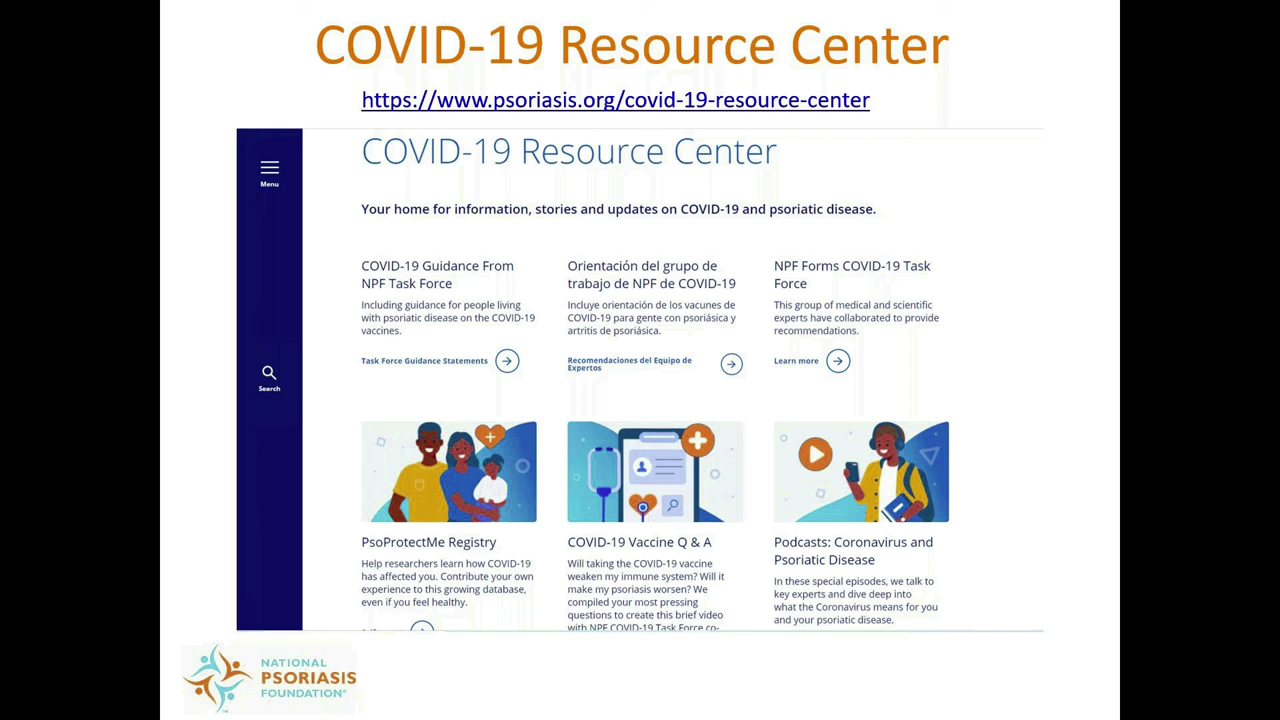 COVID-19 Resource Center
https://www.psoriasis.org/covid-19-resource-center
Menu
Search
COVID-19 Resource Center
Your home for information, stories and updates on COVID-19 and psoriatic disease.
COVID-19 Guidance From
NPF Task Force
Including guidance for people living
with psoriatic disease on the COVID-19
vaccines.
Task Force Guidance Statements
Orientación del grupo de
trabajo de NPF de COVID-19
Incluye orientación de los vacunes de
COVID-19 para gente con psoriásica y
artritis de psoriásica.
Recomendaciones del Equipo de
Expertos
NPF Forms COVID-19 Task
Force
This group of medical and scientific
experts have collaborated to provide
recommendations.
Learn more
PsoProtectMe Registry
Help researchers learn how COVID-19
has affected you. Contribute your own
experience to this growing database,
even if you feel healthy.
COVID-19 Vaccine Q & A
Will taking the COVID-19 vaccine
weaken my immune system? Will it
make my psoriasis worsen? We
compiled your most pressing
questions to create this brief video
with NPF COVID-19 Task Force co-
Podcasts: Coronavirus and
Psoriatic Disease
In these special episodes, we talk to
key experts and dive deep into
what the Coronavirus means for you
and your psoriatic disease.
NATIONAL
PSORIASIS
FOUNDATION®